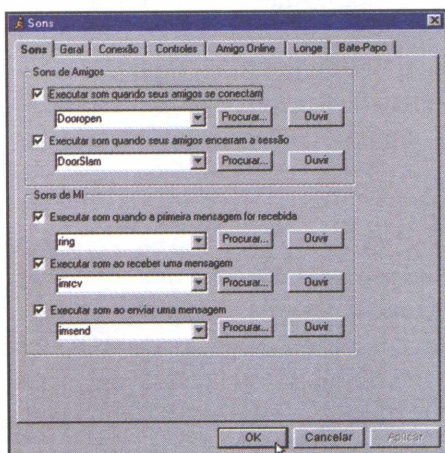 Sons
Sons Geral Conexão Controles Amigo Online Longe Bate-Papo
Sons de Amigos
Executar som quando seus amigos se conectam
Dooropen Procurar... Ouvir
Executar som quando seus amigos encerram a sessão
DoorSlam Procurar... Ouvir
Sons de MI
Executar som quando a primeira mensagem for recebida
ring Procurar... Ouvir
Executar som ao receber uma mensagem
imrcv Procurar... Ouvir
Executar som ao enviar uma mensagem
imsend Procurar... Ouvir
OK Cancelar Aplicar